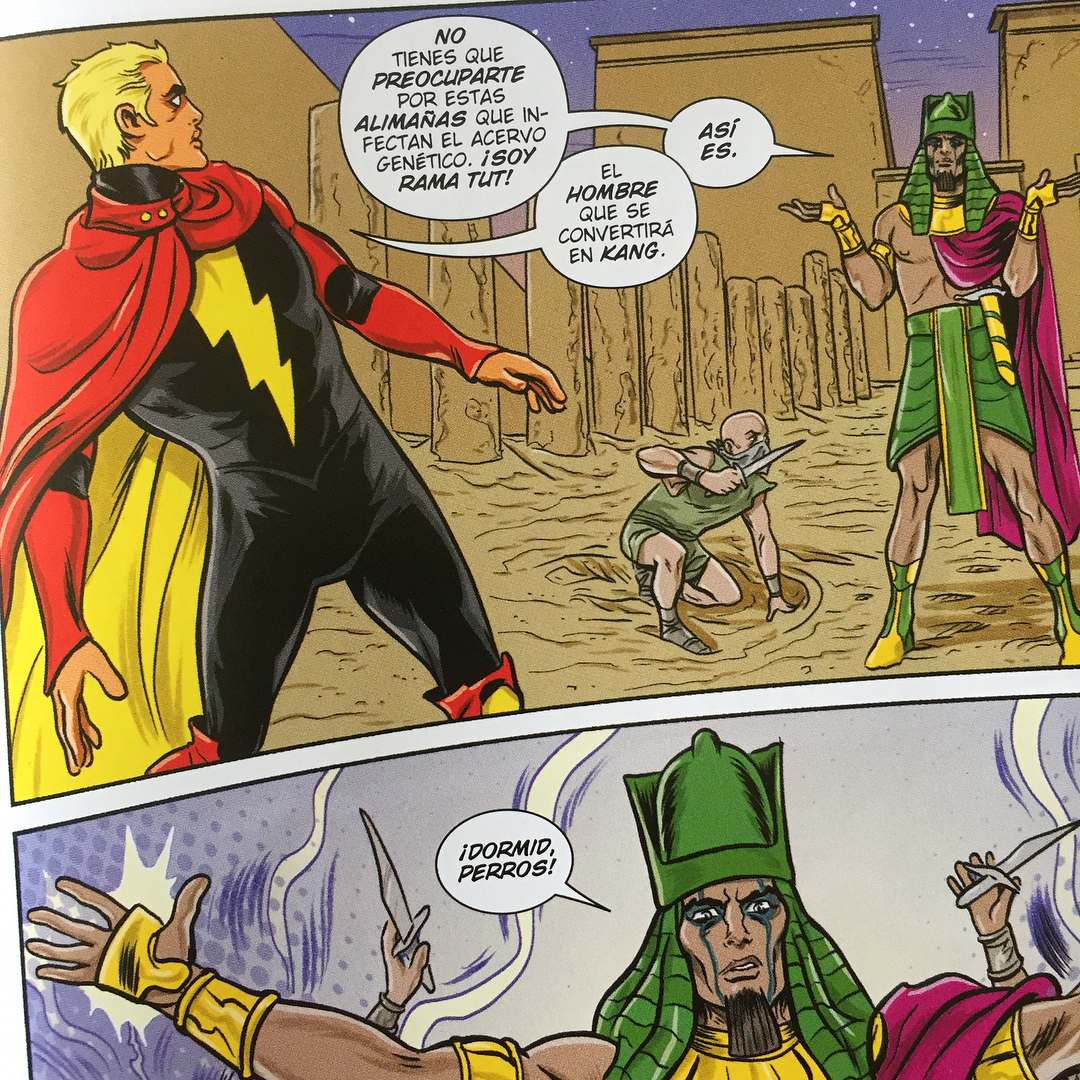 NO
TIENES QUE
PREOCUPARTE
POR ESTAS
ALIMAÑAS QUE IN-
FECTAN EL ACERVO
GENÉTICO. ¡SOY
RAMA TUT!
EL
HOMBRE
QUE SE
CONVERTIRÁ
EN KANG.
ASÍ
ES.
¡DORMID,
PERROS!